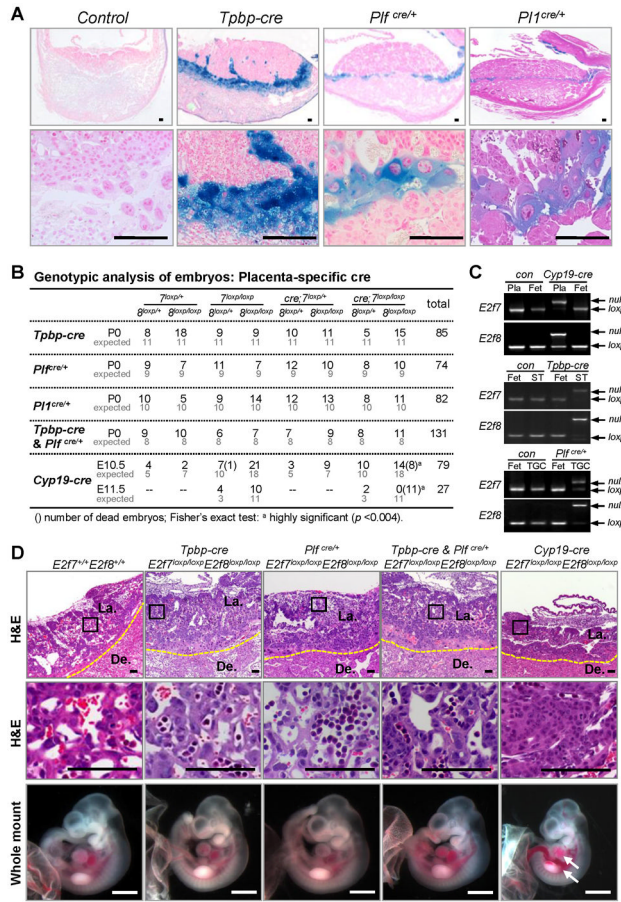 A
Control
Tpbp-cre
Plf cre/+
Pl1cre/+
B
Genotypic analysis of embryos: Placenta-specific cre
7loxp/+ 7loxp/loxp cre;7loxp/+ cre;7loxp/loxp total
8loxp/+ 8loxp/loxp 8loxp/+ 8loxp/loxp 8loxp/+ 8loxp/loxp 8loxp/+ 8loxp/loxp
Tpbp-cre P0 8 18 9 9 10 11 5 15 85
expected 11 11 11 11 11 11 11 11
Plfcre/+ P0 9 7 11 7 12 10 8 10 74
expected 9 9 9 9 9 9 9 9
Pl1cre/+ P0 10 5 9 14 12 13 8 11 82
expected 10 10 10 10 10 10 10 10
Tpbp-cre & Plf cre/+ P0 9 10 6 7 7 9 8 8 131
expected 8 8 8 8 8 8 8 8
Cyp19-cre E10.5 4 2 7(1) 21 3 9 10 14(8)a 79
expected 5 7 10 18 5 7 10 18
E11.5 -- -- 4 10 -- -- 2 0(11)a 27
expected 3 11 3 11
() number of dead embryos; Fisher's exact test: a highly significant (p <0.004).
C
con Cyp19-cre
Pla Fet Pla Fet
E2f7 nul
loxp
E2f8
con Tpbp-cre
Fet ST Fet ST
E2f7 nul
loxp
E2f8 nul
loxp
con Plf cre/+
Fet TGC Fet TGC
E2f7 nul
loxp
E2f8 nul
loxp
D
E2f7+/+E2f8+/+
Tpbp-cre
E2f7loxp/loxpE2f8loxp/loxp
Plf cre/+
E2f7loxp/loxpE2f8loxp/loxp
Tpbp-cre & Plf cre/+
E2f7loxp/loxpE2f8loxp/loxp
Cyp19-cre
E2f7loxp/loxpE2f8loxp/loxp
H&E
La. La. La. La. La.
De. De. De. De. De.
H&E
Whole mount